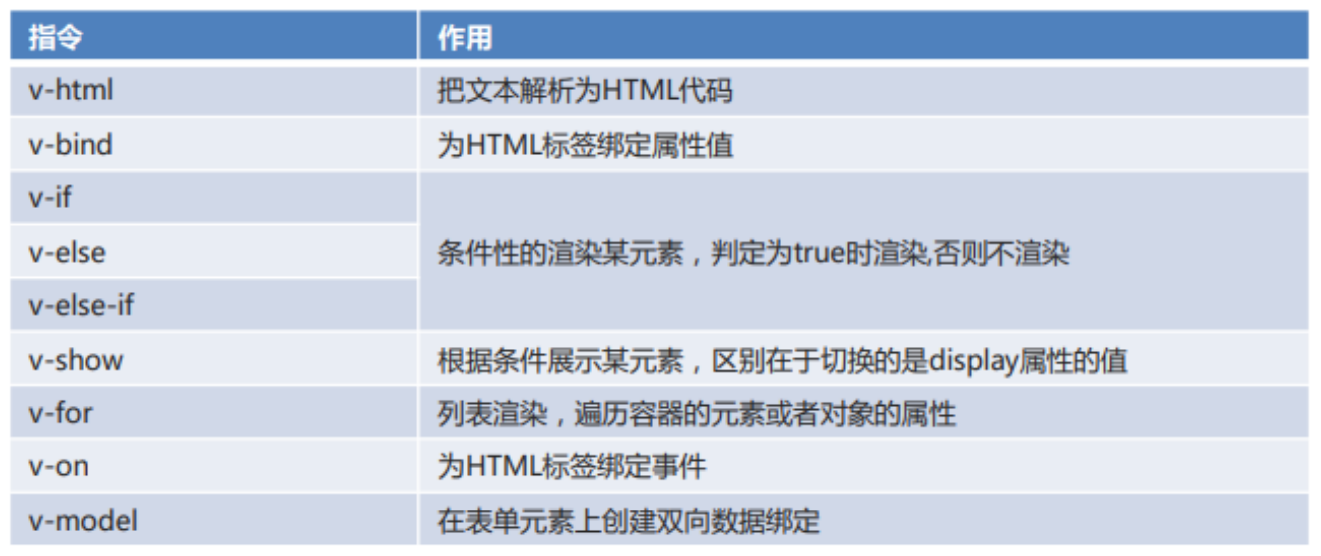 指令 作用
v-html 把文本解析为HTML代码
v-bind 为HTML标签绑定属性值
v-if
v-else 条件性的渲染某元素，判定为true时渲染,否则不渲染
v-else-if
v-show 根据条件展示某元素，区别在于切换的是display属性的值
v-for 列表渲染，遍历容器的元素或者对象的属性
v-on 为HTML标签绑定事件
v-model 在表单元素上创建双向数据绑定